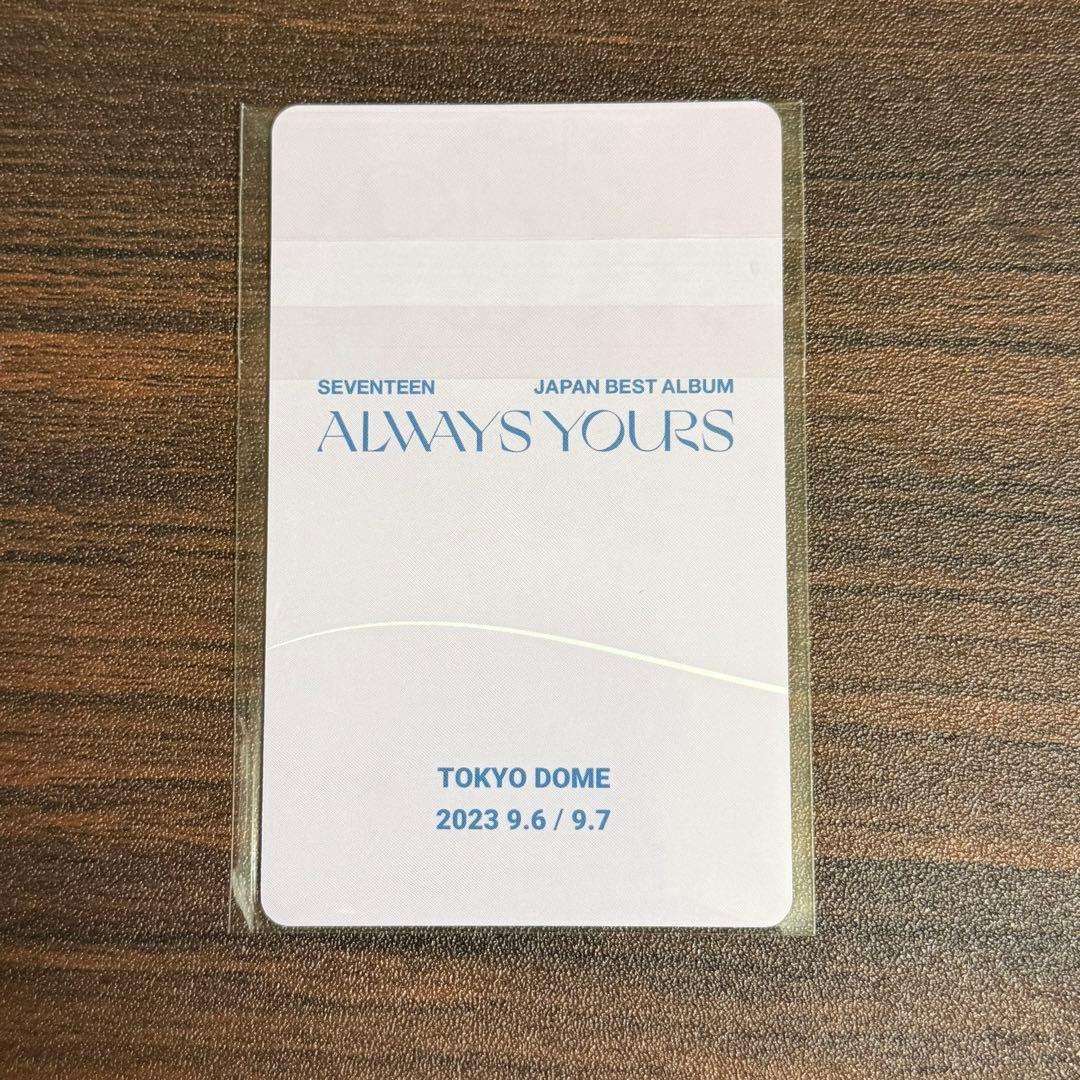 SEVENTEEN JAPAN BEST ALBUM
ALWAYS YOURS
TOKYO DOME
2023 9.6 / 9.7